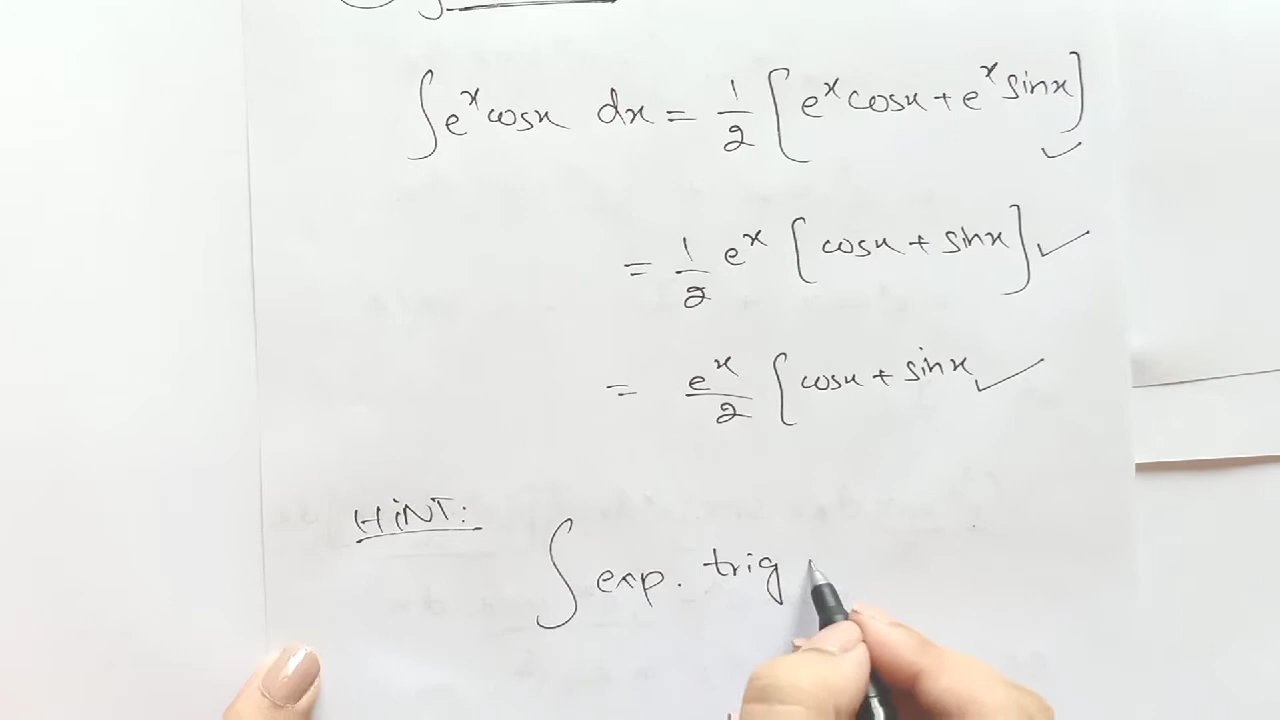 ∫ e^x cosx dx = 1/2 [e^x cosx + e^x sinx] ✓
= 1/2 e^x [cosx + sinx] ✓
= e^x/2 [cosx + sinx ✓
HiNT: ∫ exp. trig